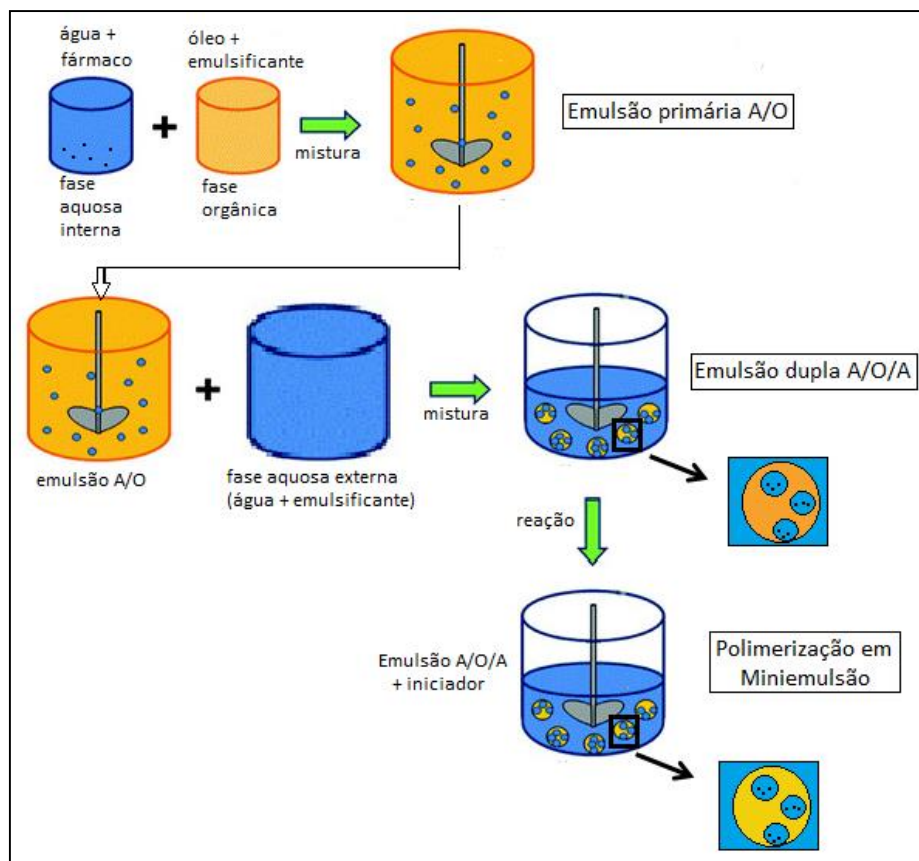 água +
fármaco
óleo +
emulsificante
mistura
Emulsão primária A/O
fase
aquosa
interna
fase
orgânica
emulsão A/O
fase aquosa externa
(água + emulsificante)
mistura
Emulsão dupla A/O/A
reação
Emulsão A/O/A
+ iniciador
Polimerização em
Miniemulsão